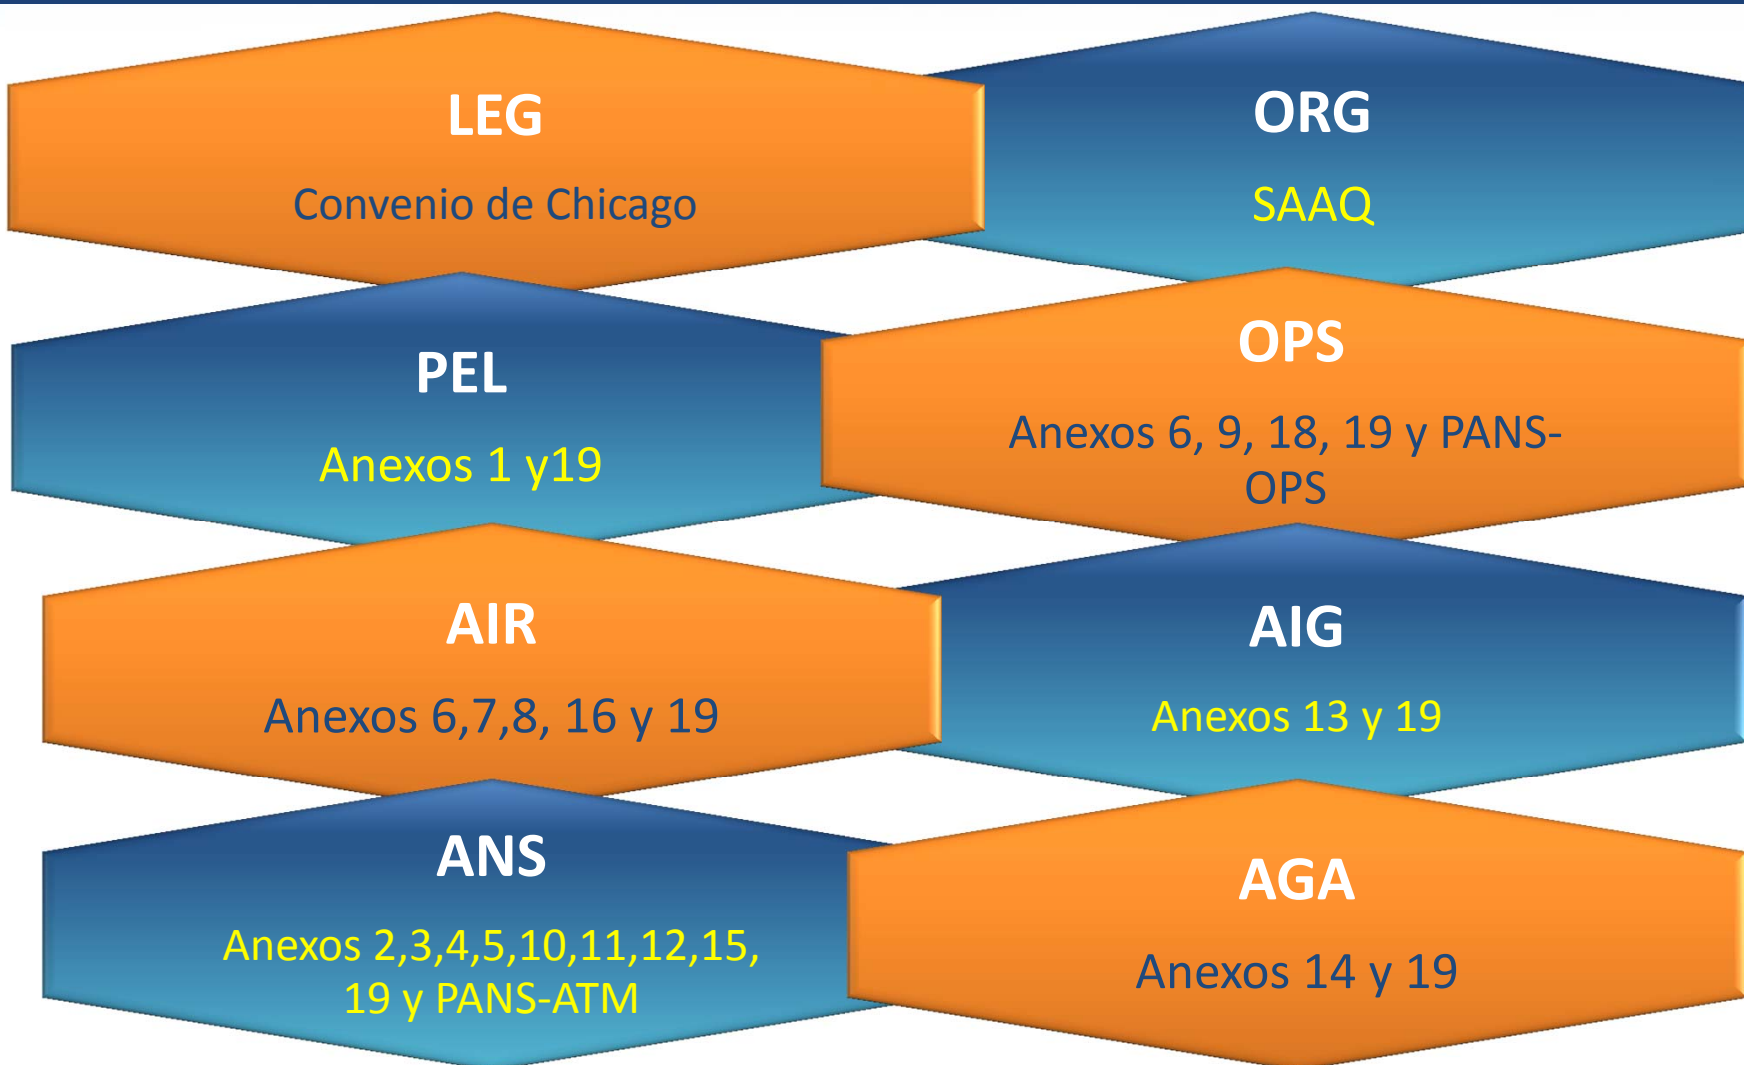 LEG
Convenio de Chicago
ORG
SAAQ
PEL
Anexos 1 y19
OPS
Anexos 6, 9, 18, 19 y PANS-
OPS
AIR
Anexos 6,7,8, 16 y 19
AIG
Anexos 13 y 19
ANS
Anexos 2,3,4,5,10,11,12,15,
19 y PANS-ATM
AGA
Anexos 14 y 19